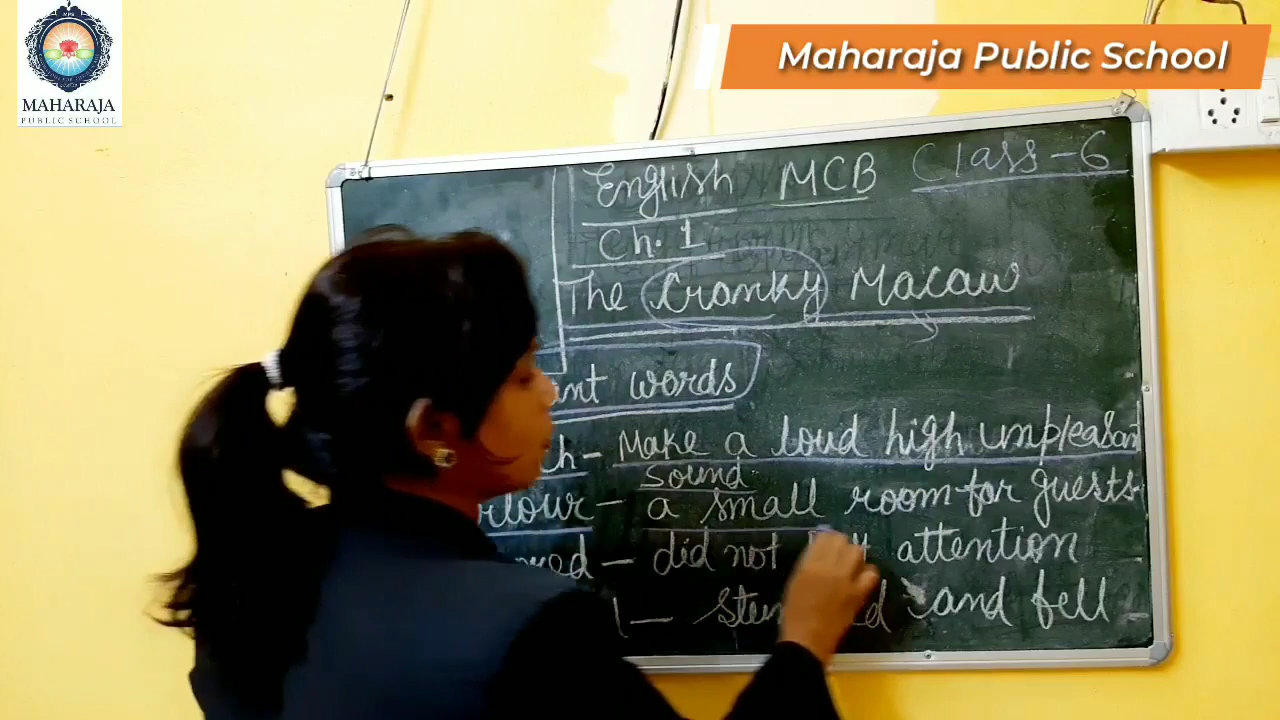 MAHARAJA
PUBLIC SCHOOL
Maharaja Public School
English MCB Class-6
Ch. 1
The Cranky Macaw
words
Make a loud high unpleasant
sound
a small room for guests
did not attention
and fell